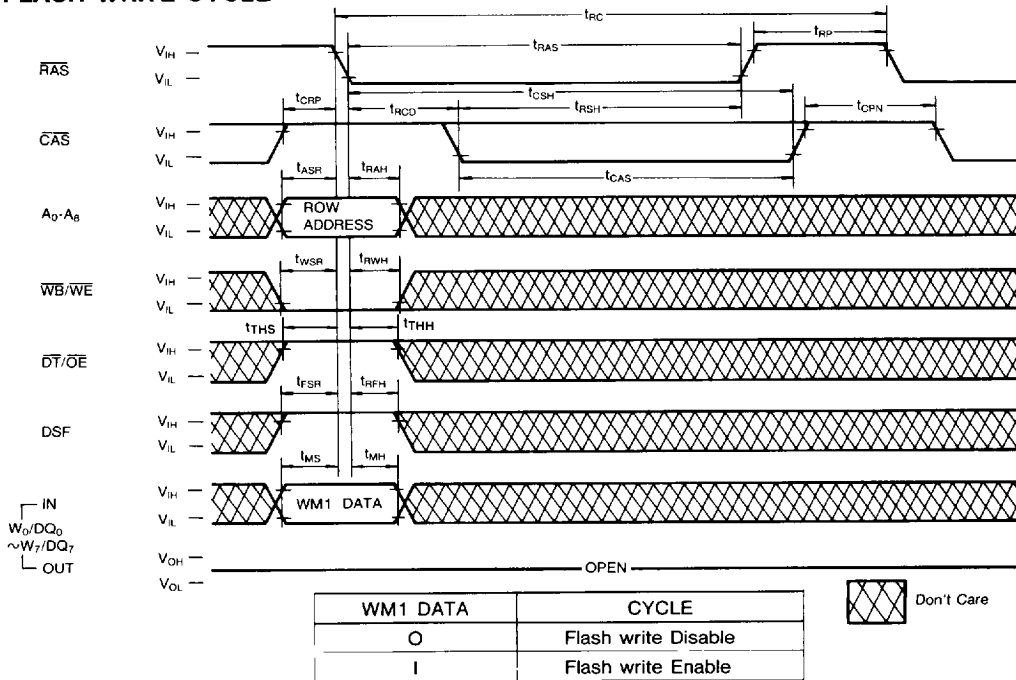 FLASH WRITE CYCLE
tRC
tRAS
tRP
RAS
VIH
VIL
tCRP
tRCD
tCSH
tRSH
tCPN
CAS
VIH
VIL
tCAS
tASR
tRAH
A0-A8
VIH
VIL
ROW
ADDRESS
tWSR
tRWH
WB/WE
VIH
VIL
tTHS
tTHH
DT/OE
VIH
VIL
tFSR
tRFH
DSF
VIH
VIL
tMS
tMH
IN
W0/DQ0
~W7/DQ7
OUT
VIH
VIL
WM1 DATA
VOH
VOL
OPEN
WM1 DATA CYCLE
O Flash write Disable
I Flash write Enable
Don't Care